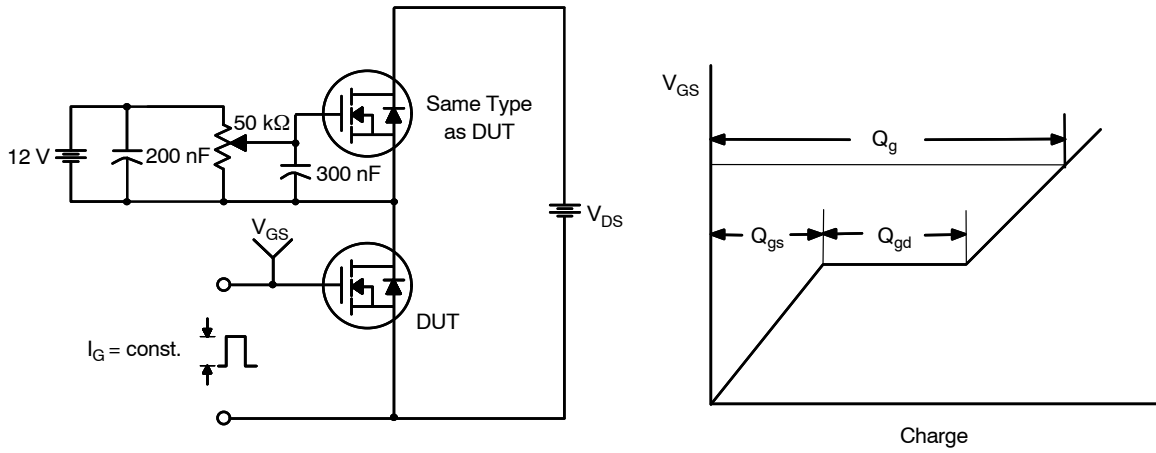 12 V
200 nF
50 kΩ
300 nF
Same Type
as DUT
V_DS
V_GS
DUT
I_G = const.
V_GS
Q_g
Q_gs
Q_gd
Charge